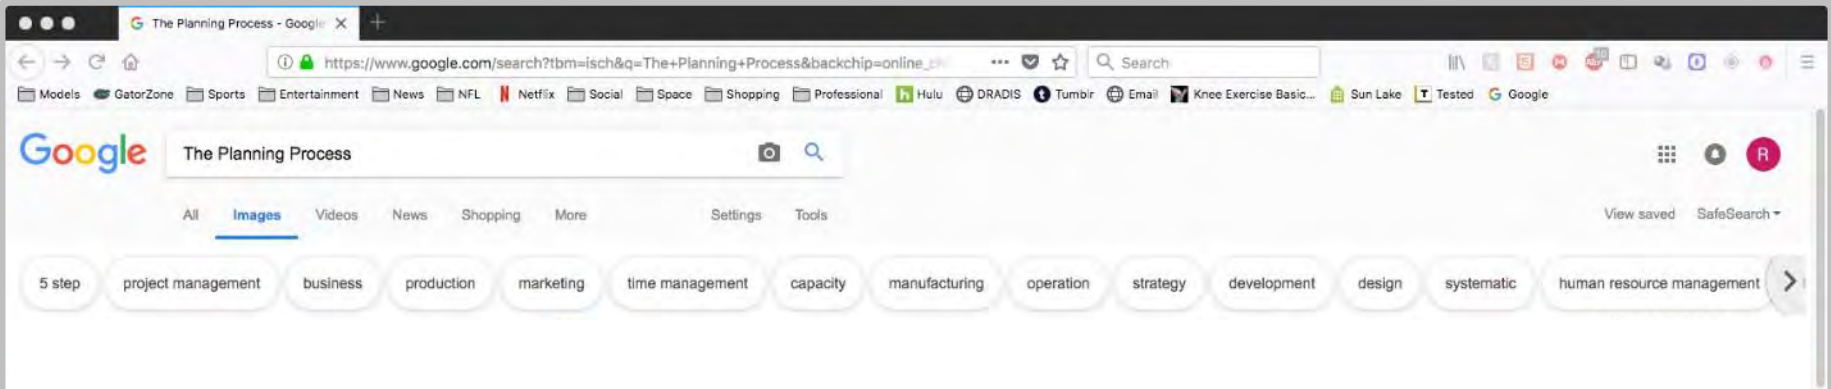 The Planning Process - Google
https://www.google.com/search?tbm=isch&q=The+Planning+Process&backchip=online_
Search
10
Models GatorZone Sports Entertainment News NFL Netflix Social Space Shopping Professional Hulu DRADIS Tumblr Email Knee Exercise Basic... Sun Lake Tested Google
Google The Planning Process R
All Images Videos News Shopping More Settings Tools View saved SafeSearch
5 step project management business production marketing time management capacity manufacturing operation strategy development design systematic human resource management